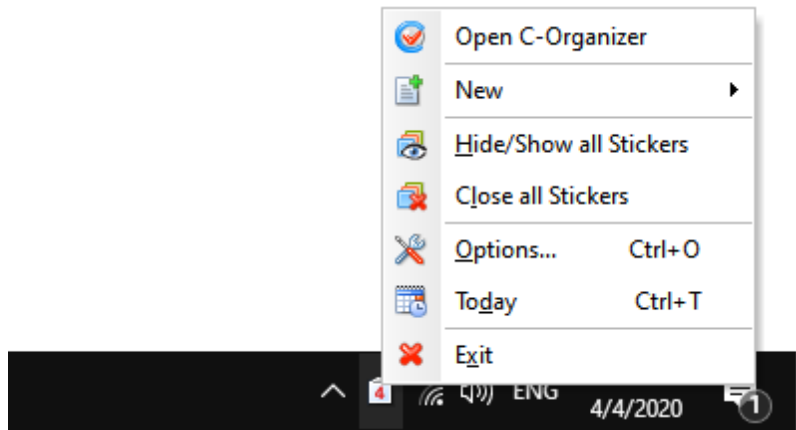 Open C-Organizer
New
Hide/Show all Stickers
Close all Stickers
Options... Ctrl+O
Today Ctrl+T
Exit
4 ENG
4/4/2020 1